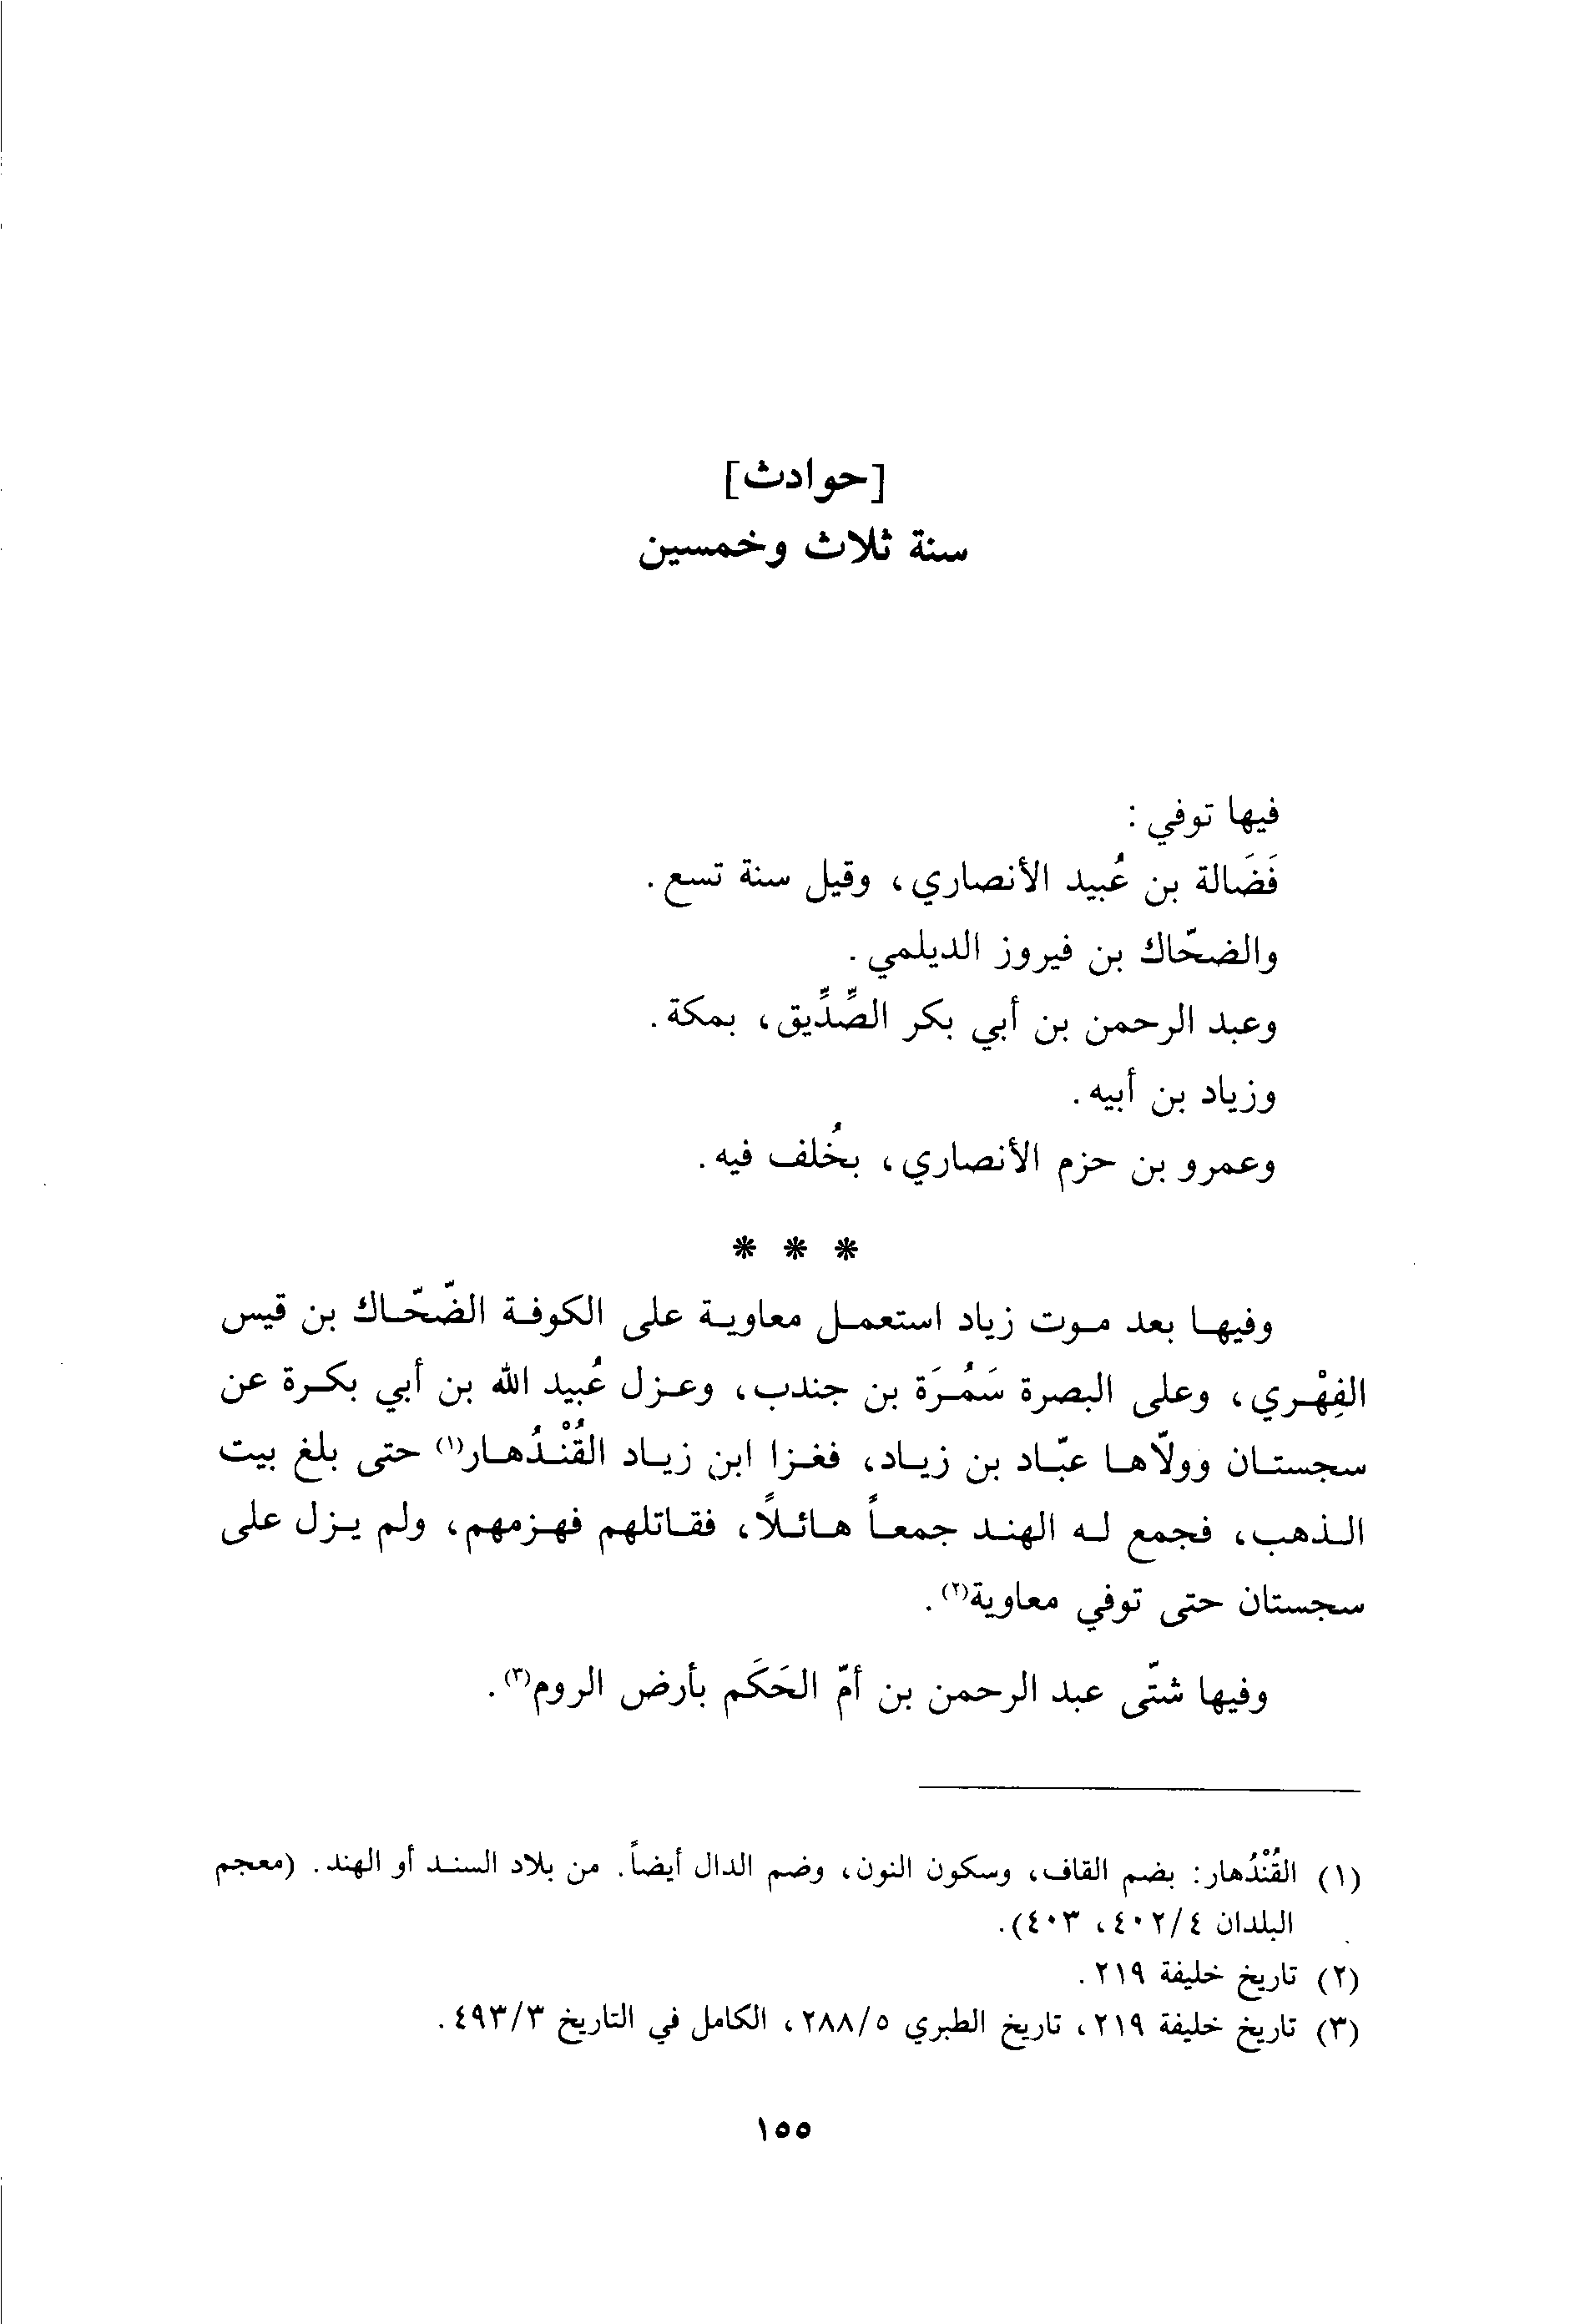 [حوادث]
سنة ثلاث وخمسين
فيها توفي :
فَضَالة بن عُبيد الأنصاري، وقيل سنة تسع.
والضحّاك بن فيروز الديلمي.
وعبد الرحمن بن أبي بكر الصِّدِّيق، بمكة.
وزياد بن أبيه.
وعمرو بن حزم الأنصاري، بخُلف فيه.
* * *
وفيها بعد موت زياد استعمل معاوية على الكوفة الضّحّاك بن قيس
الفِهْري، وعلى البصرة سَمُرَة بن جندب، وعزل عُبيد الله بن أبي بكرة عن
سجستان وولاّها عبّاد بن زياد، فغزا ابن زياد القُنْدُهار(١) حتى بلغ بيت
الذهب، فجمع له الهند جمعاً هائلاً، فقاتلهم فهزمهم، ولم يزل على
سجستان حتى توفي معاوية(٢).
وفيها شتّى عبد الرحمن بن أمّ الحَكَم بأرض الروم(٣).
(١) القُنْدُهار: بضم القاف، وسكون النون، وضم الدال أيضاً. من بلاد السند أو الهند. (معجم
البلدان ٤/٤٠٢، ٤٠٣).
(٢) تاريخ خليفة ٢١٩.
(٣) تاريخ خليفة ٢١٩، تاريخ الطبري ٥/٢٨٨، الكامل في التاريخ ٣/٤٩٣.
١٥٥